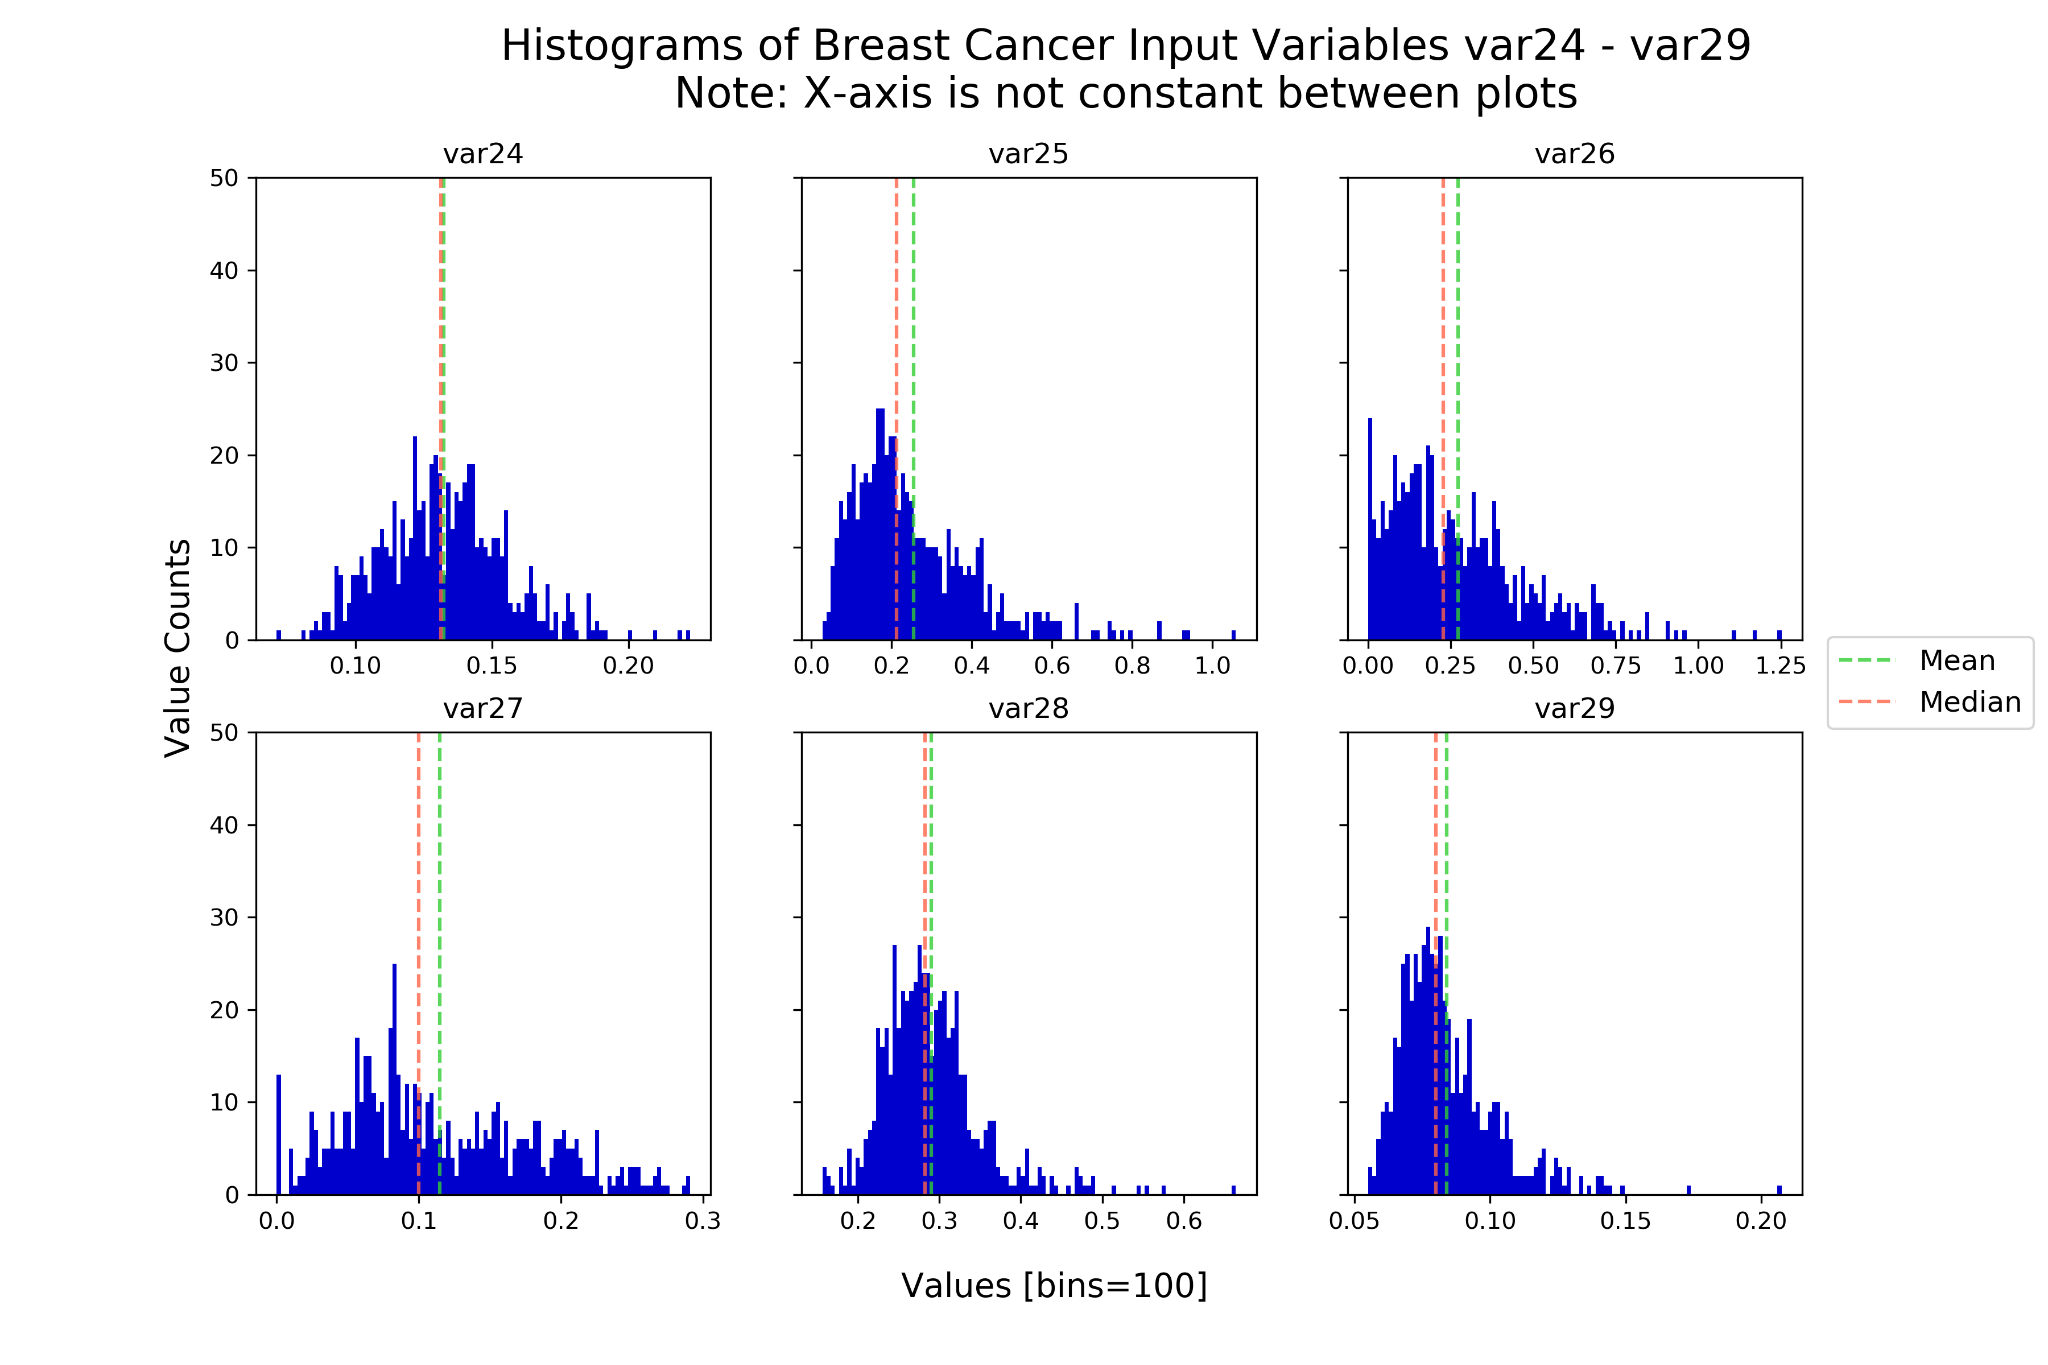 Histograms of Breast Cancer Input Variables var24 - var29
Note: X-axis is not constant between plots
var24
var25
var26
50
40
30
20
10
0
0.10 0.15 0.20
0.0 0.2 0.4 0.6 0.8 1.0
0.00 0.25 0.50 0.75 1.00 1.25
Value Counts
Mean
Median
var27
var28
var29
50
40
30
20
10
0
0.0 0.1 0.2 0.3
0.2 0.3 0.4 0.5 0.6
0.05 0.10 0.15 0.20
Values [bins=100]